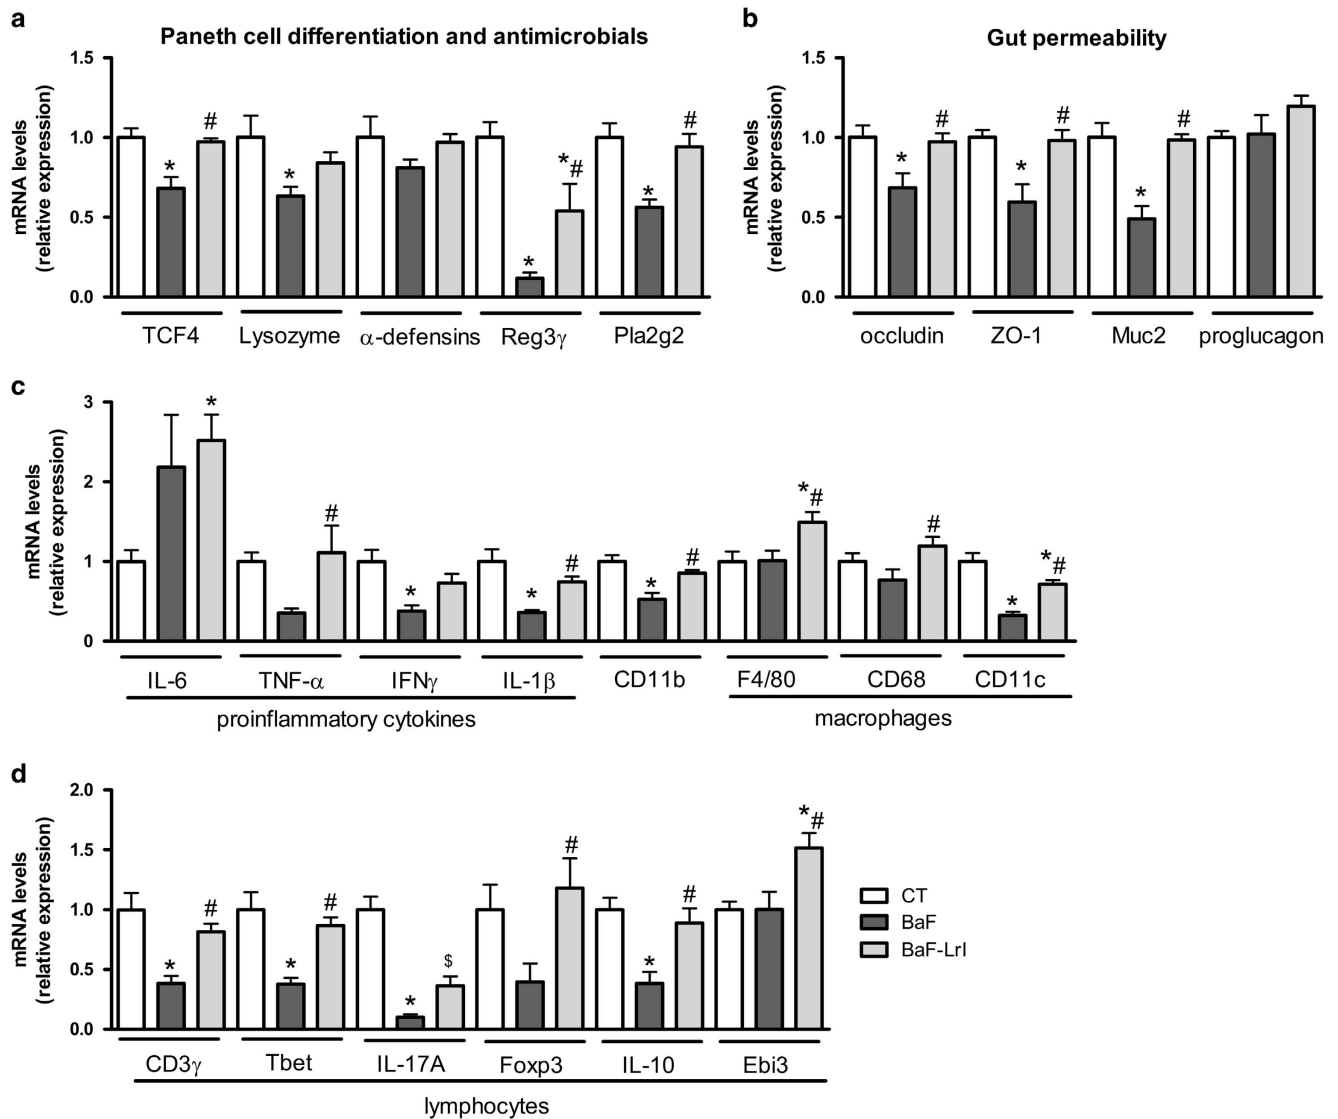 a
Paneth cell differentiation and antimicrobials
mRNA levels
(relative expression)
1.5
1.0
0.5
0.0
* # * * *# * #
TCF4 Lysozyme α-defensins Reg3γ Pla2g2
b
Gut permeability
mRNA levels
(relative expression)
1.5
1.0
0.5
0.0
* # * # * #
occludin ZO-1 Muc2 proglucagon
c
mRNA levels
(relative expression)
3
2
1
0
* # * * # * # *# # * *#
IL-6 TNF-α IFNγ IL-1β CD11b F4/80 CD68 CD11c
proinflammatory cytokines macrophages
d
mRNA levels
(relative expression)
2.0
1.5
1.0
0.5
0.0
* # * # * $ # * # *#
CD3γ Tbet IL-17A Foxp3 IL-10 Ebi3
lymphocytes
CT
BaF
BaF-LrI